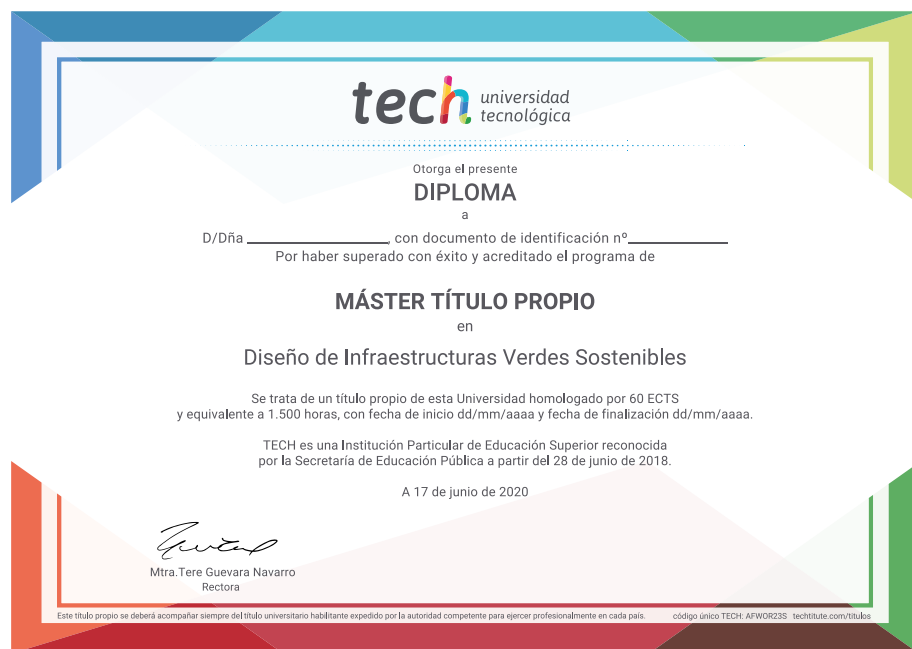 tech universidad
tecnológica
Otorga el presente
DIPLOMA
a
D/Dña ____________________, con documento de identificación nº______________
Por haber superado con éxito y acreditado el programa de
MÁSTER TÍTULO PROPIO
en
Diseño de Infraestructuras Verdes Sostenibles
Se trata de un título propio de esta Universidad homologado por 60 ECTS
y equivalente a 1.500 horas, con fecha de inicio dd/mm/aaaa y fecha de finalización dd/mm/aaaa.
TECH es una Institución Particular de Educación Superior reconocida
por la Secretaría de Educación Pública a partir del 28 de junio de 2018.
A 17 de junio de 2020
Mtra.Tere Guevara Navarro
Rectora
Este título propio se deberá acompañar siempre del título universitario habilitante expedido por la autoridad competente para ejercer profesionalmente en cada país. código único TECH: AFWOR23S techtitute.com/titulos